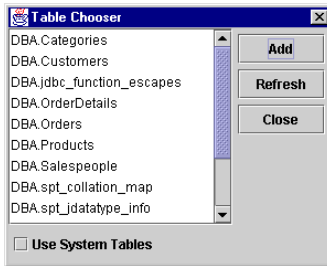 Table Chooser
DBA.Categories
DBA.Customers
DBA.jdbc_function_escapes
DBA.OrderDetails
DBA.Orders
DBA.Products
DBA.Salespeople
DBA.spt_collation_map
DBA.spt_jdatatype_info
Add
Refresh
Close
Use System Tables